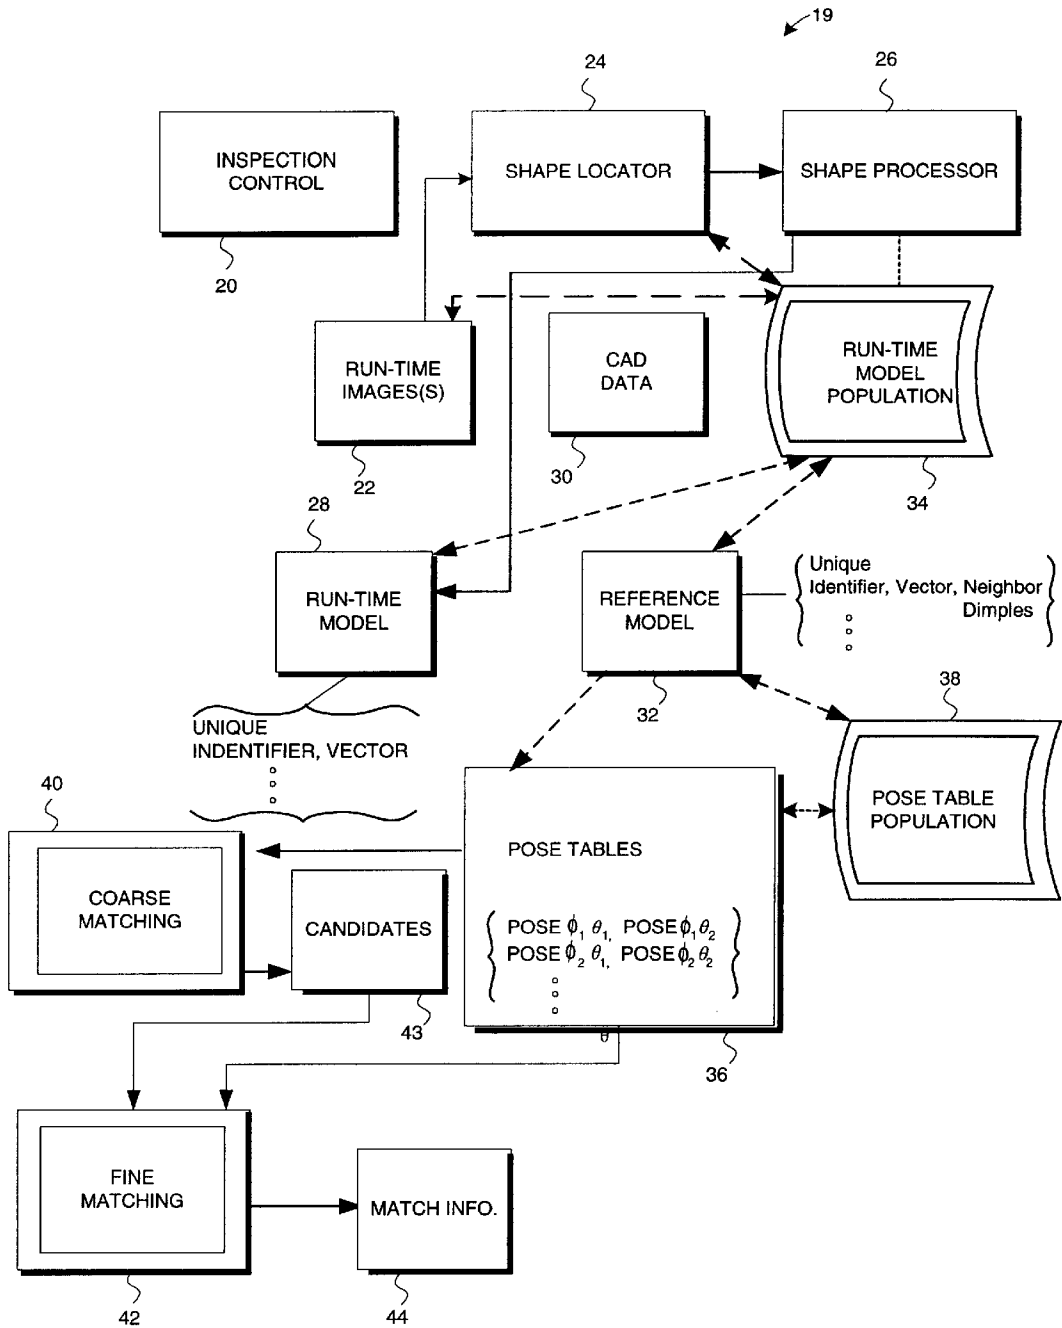 19
24
26
INSPECTION
CONTROL
SHAPE LOCATOR
SHAPE PROCESSOR
20
RUN-TIME
IMAGES(S)
CAD
DATA
RUN-TIME
MODEL
POPULATION
22
30
34
28
RUN-TIME
MODEL
REFERENCE
MODEL
Unique
Identifier, Vector, Neighbor
Dimples
32
38
UNIQUE
INDENTIFIER, VECTOR
40
POSE TABLE
POPULATION
POSE TABLES
COARSE
MATCHING
CANDIDATES
POSE ϕ₁ θ₁, POSE ϕ₁ θ₂
POSE ϕ₂ θ₁, POSE ϕ₂ θ₂
43
θ
36
FINE
MATCHING
MATCH INFO.
42
44